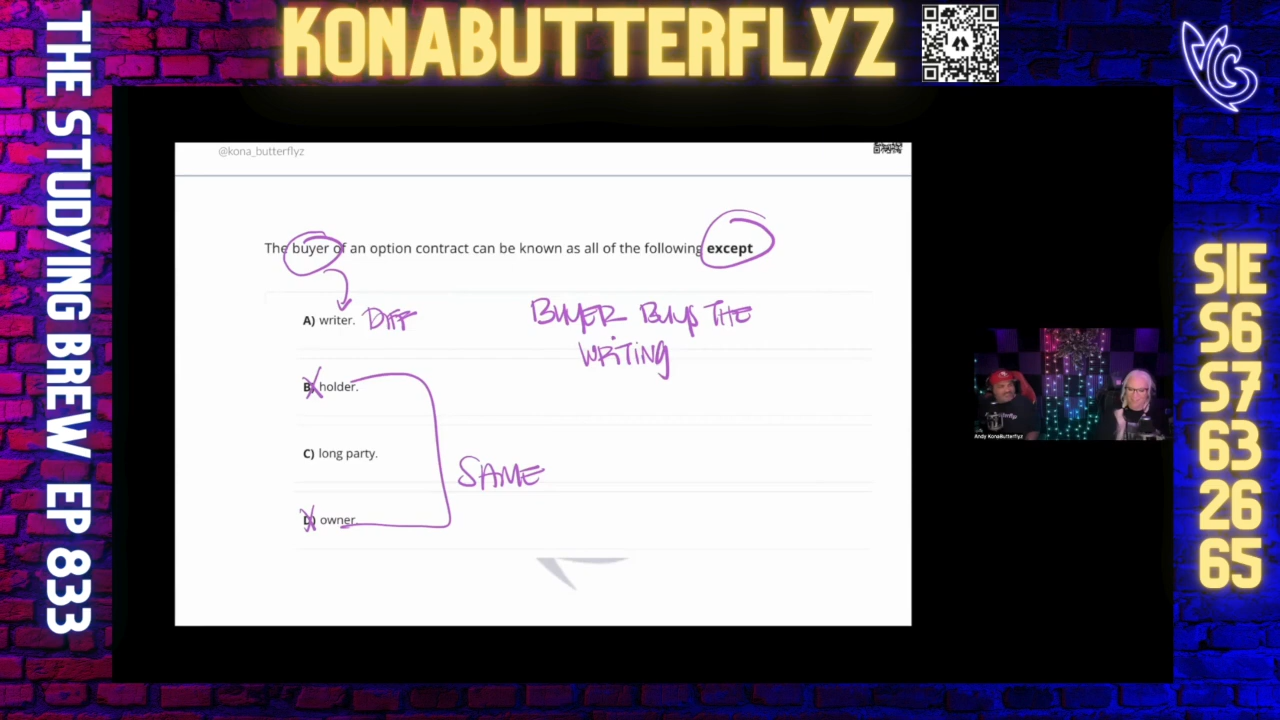 KONABUTTERFLYZ
THE STUDYING BREW EP 833
@kona_butterflyz
The buyer of an option contract can be known as all of the following except
A) writer. DIFF
BUYER BUYS THE
WRITING
B) holder.
C) long party.
SAME
D) owner.
Andy KonaButterflyz
SIE
S6
S7
63
26
65